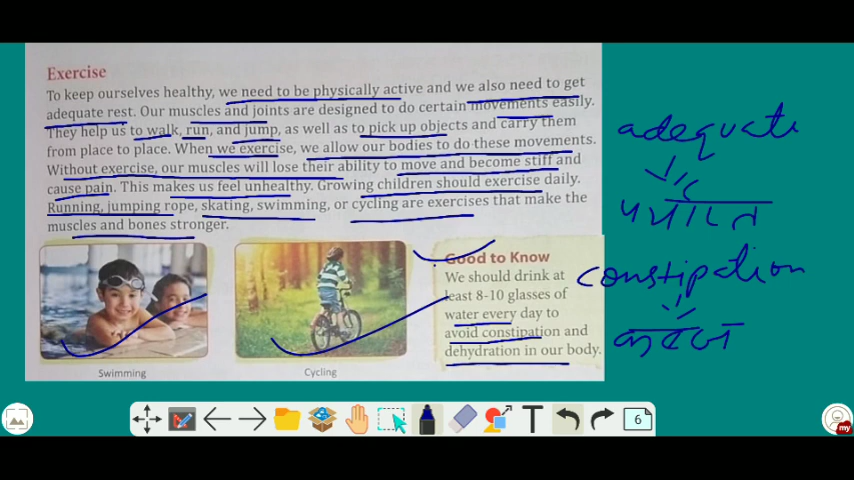 Exercise
To keep ourselves healthy, we need to be physically active and we also need to get
adequate rest. Our muscles and joints are designed to do certain movements easily.
They help us to walk, run, and jump, as well as to pick up objects and carry them
from place to place. When we exercise, we allow our bodies to do these movements.
Without exercise, our muscles will lose their ability to move and become stiff and
cause pain. This makes us feel unhealthy. Growing children should exercise daily.
Running, jumping rope, skating, swimming, or cycling are exercises that make the
muscles and bones stronger.
Good to Know
We should drink at
least 8-10 glasses of
water every day to
avoid constipation and
dehydration in our body.
Swimming
Cycling
adequate
पर्याप्त
constipation
कब्ज
T
6
my